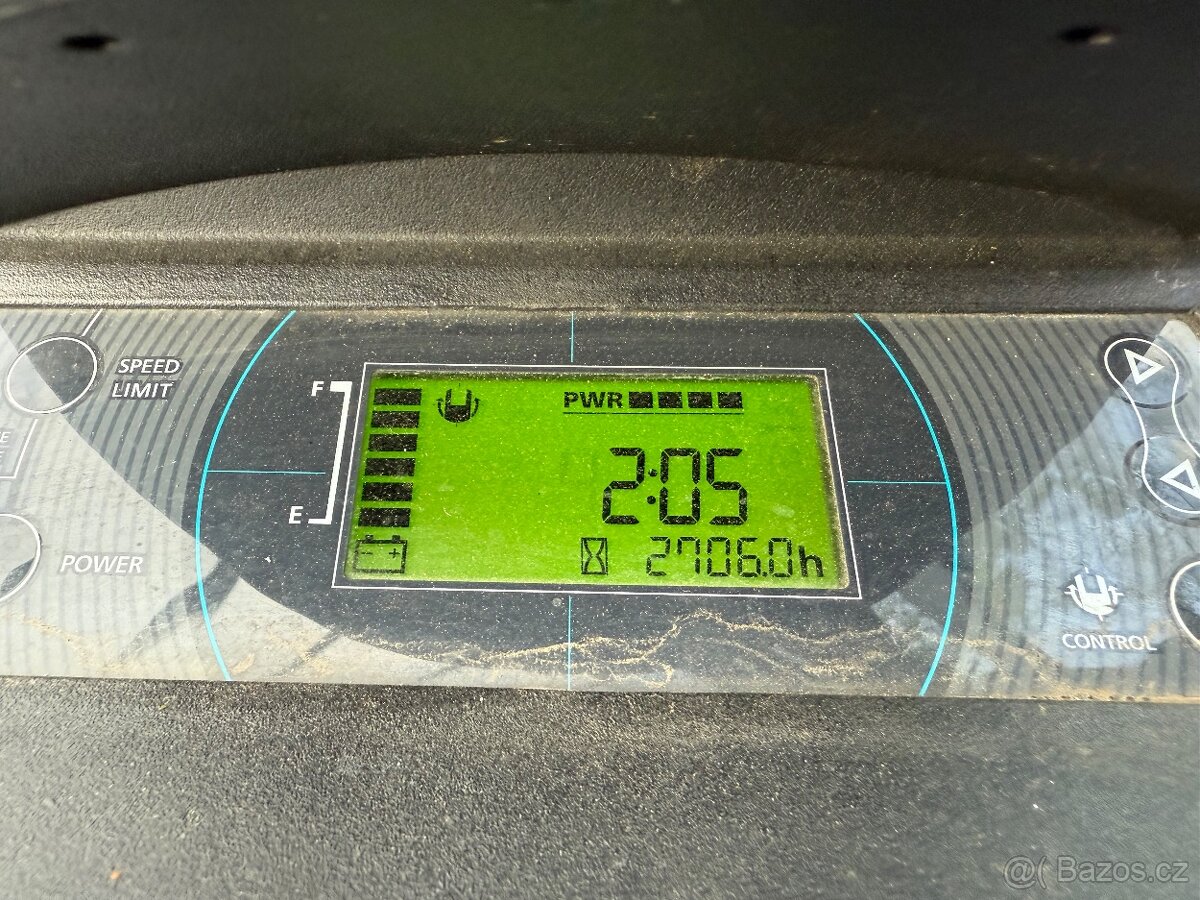 SPEED
LIMIT
F
PWR
2:05
E
2706.0h
POWER
CONTROL
@( Bazos.cz